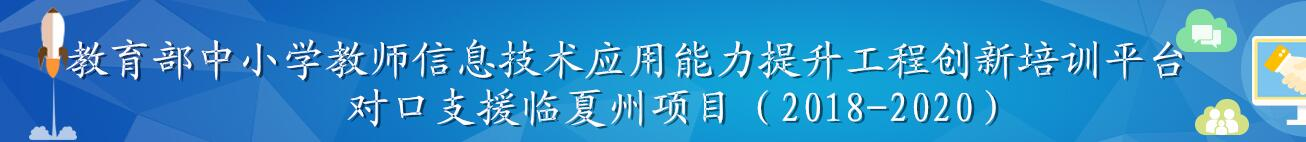 教育部中小学教师信息技术应用能力提升工程创新培训平台
对口支援临夏州项目（2018-2020）